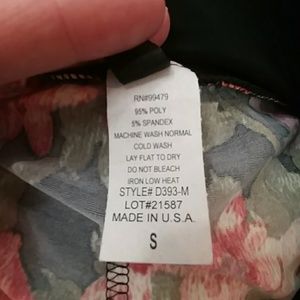 RN#99479
95% POLY
5% SPANDEX
MACHINE WASH NORMAL
COLD WASH
LAY FLAT TO DRY
DO NOT BLEACH
IRON LOW HEAT
STYLE# D393-M
LOT#21587
MADE IN U.S.A.
S